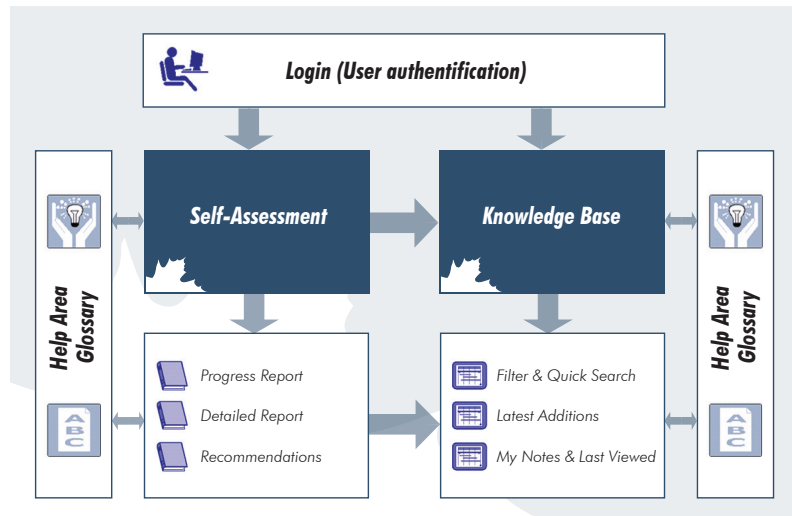 Login (User authentification)
Self-Assessment
Knowledge Base
Help Area
Glossary
A
B
C
Progress Report
Detailed Report
Recommendations
Filter & Quick Search
Latest Additions
My Notes & Last Viewed
Help Area
Glossary
A
B
C